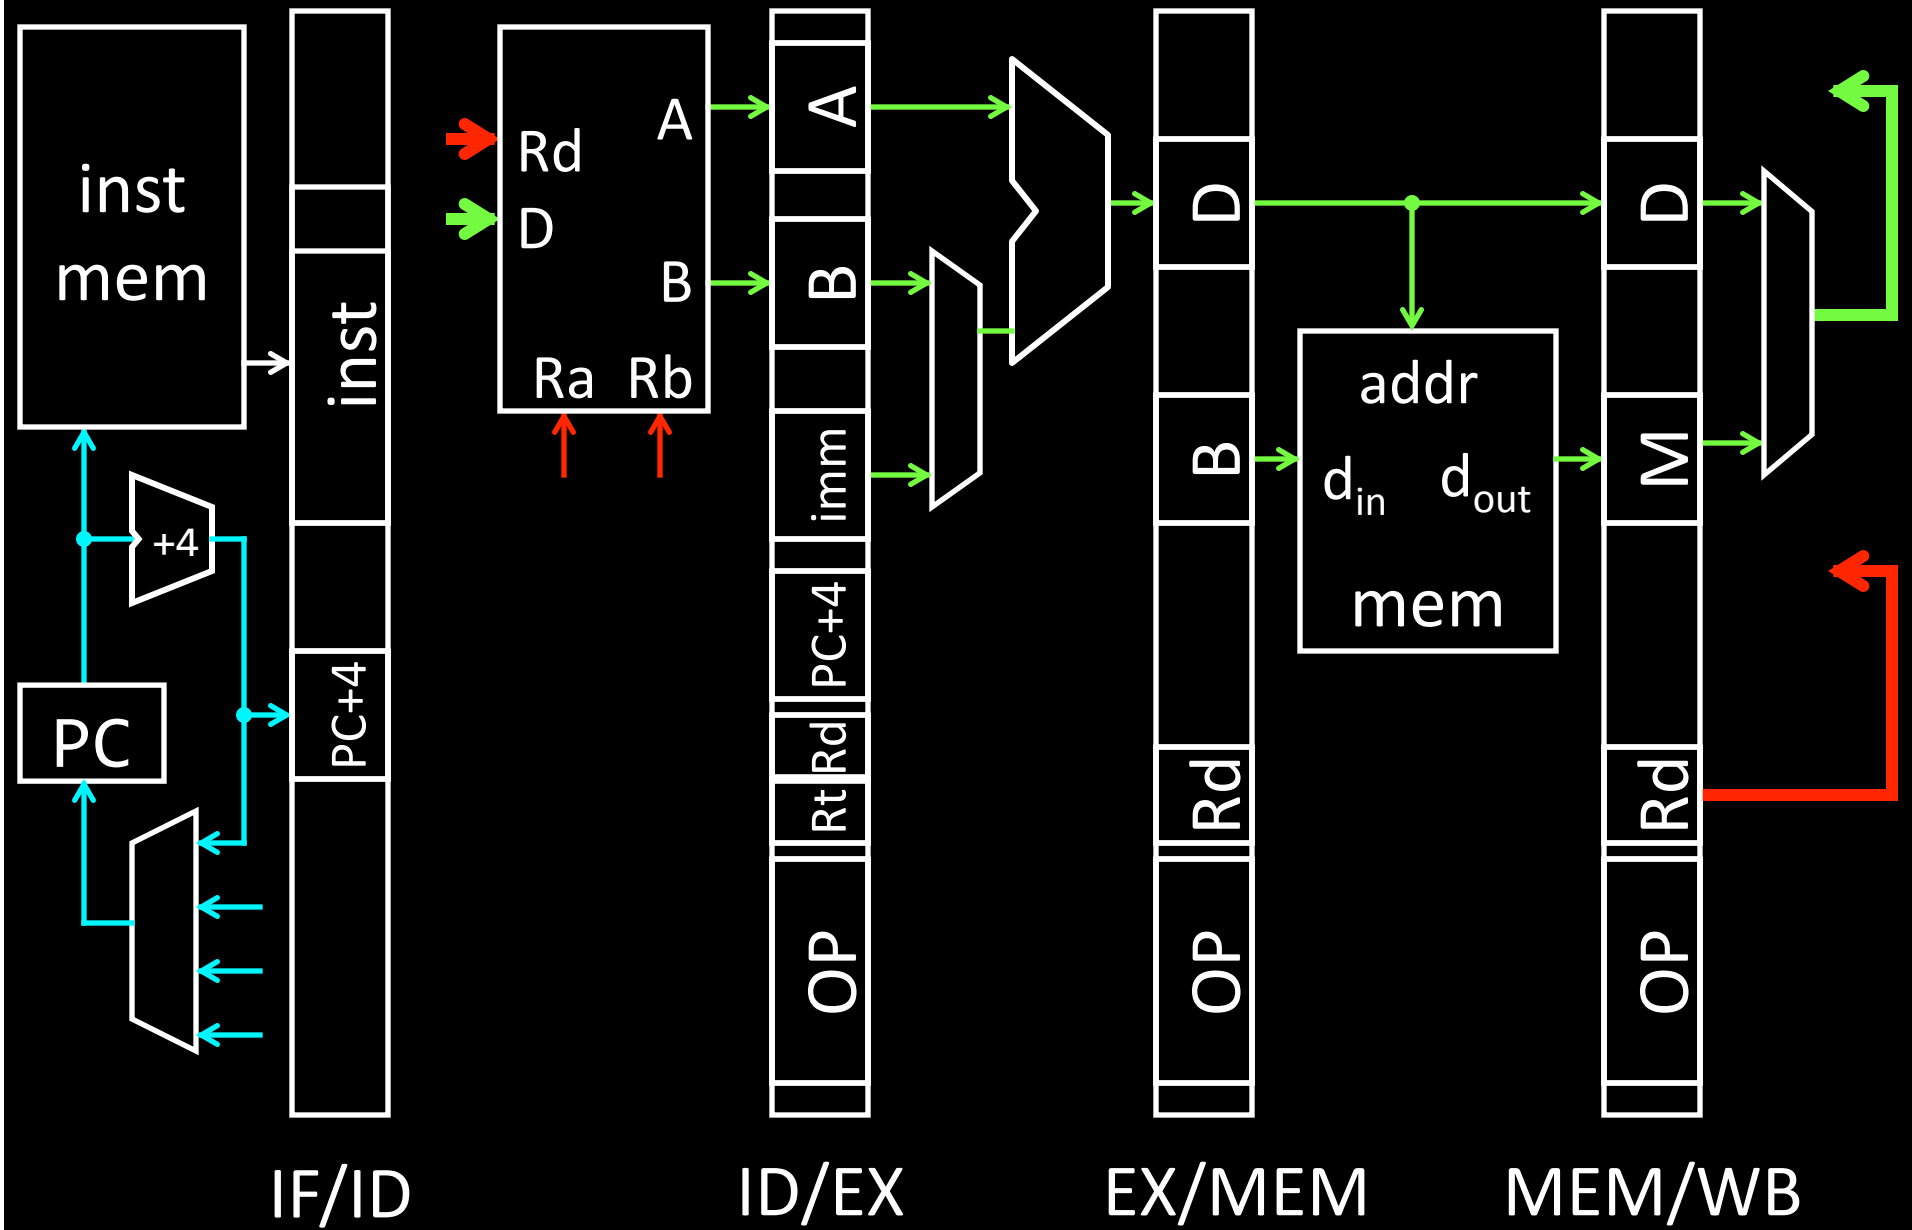 inst
mem
+4
PC
inst
PC+4
Rd
D
A
B
Ra Rb
A
B
imm
PC+4
Rd
Rt
OP
D
B
Rd
OP
addr
din dout
mem
D
M
Rd
OP
IF/ID ID/EX EX/MEM MEM/WB